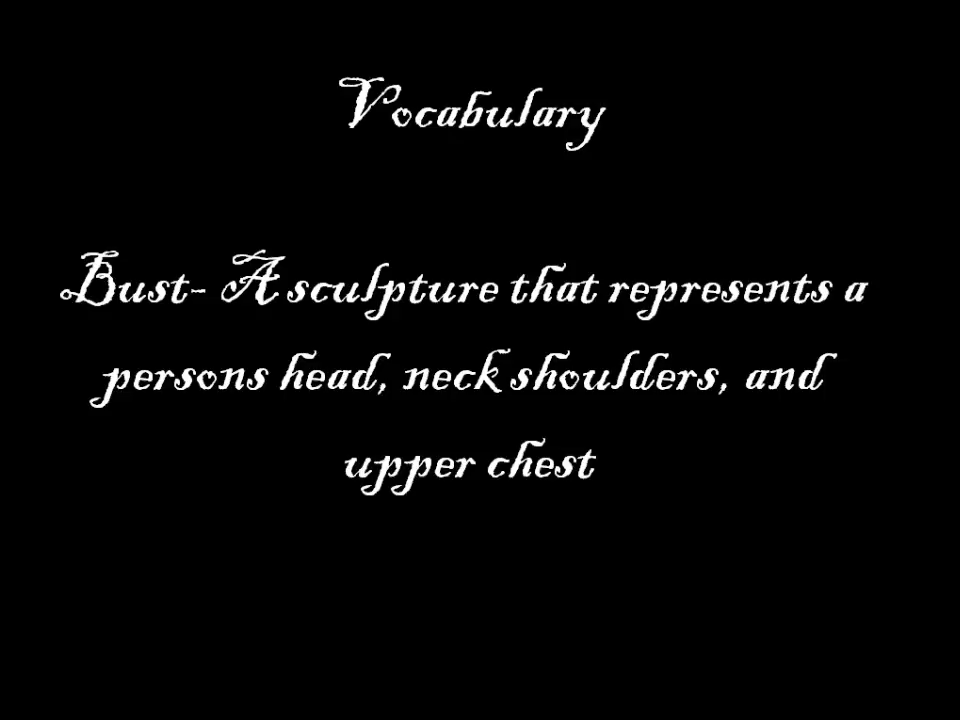 Vocabulary
Bust- A sculpture that represents a
persons head, neck shoulders, and
upper chest